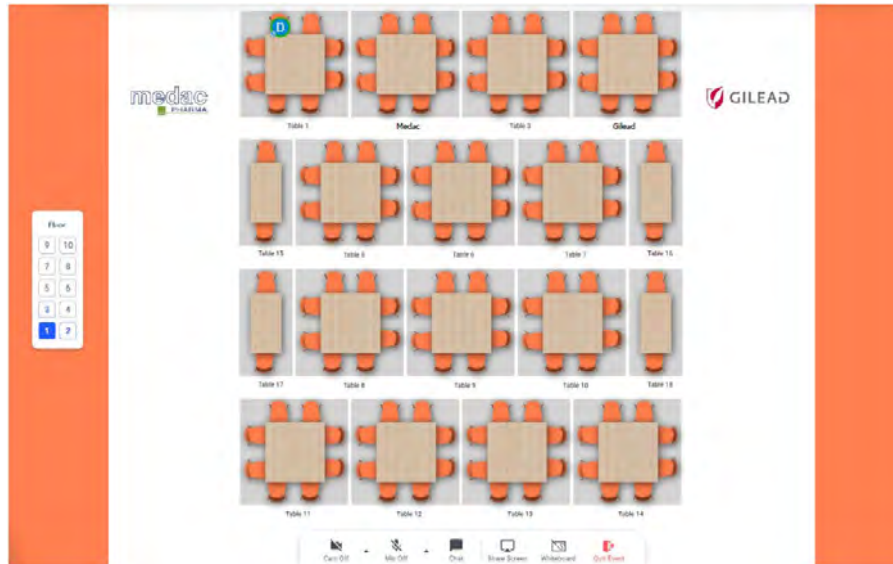 D
medac
PHARMA
GILEAD
Table 1
Medac
Table 3
Gilead
Table 15
Table 5
Table 6
Table 7
Table 16
Floor
9 10
7 8
5 6
3 4
1 2
Table 17
Table 8
Table 9
Table 10
Table 18
Table 11
Table 12
Table 13
Table 14
Cam Off
Mic Off
Chat
Share Screen
Whiteboard
Quit Event